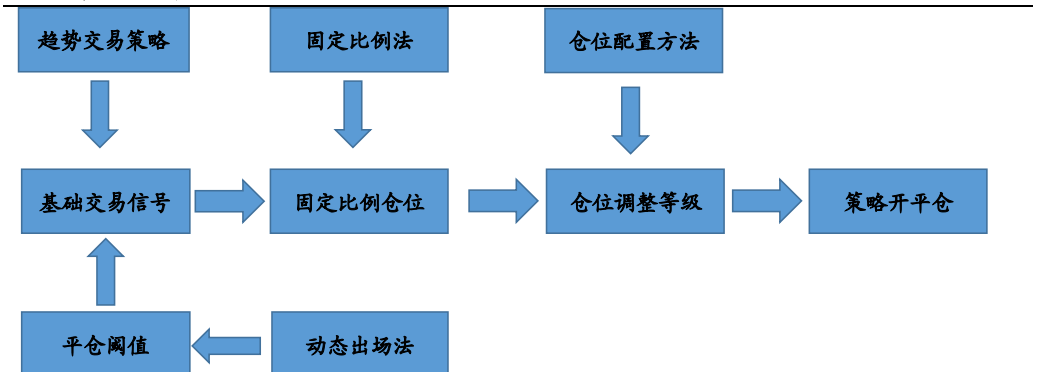 趋势交易策略
固定比例法
仓位配置方法
基础交易信号
固定比例仓位
仓位调整等级
策略开平仓
平仓阈值
动态出场法